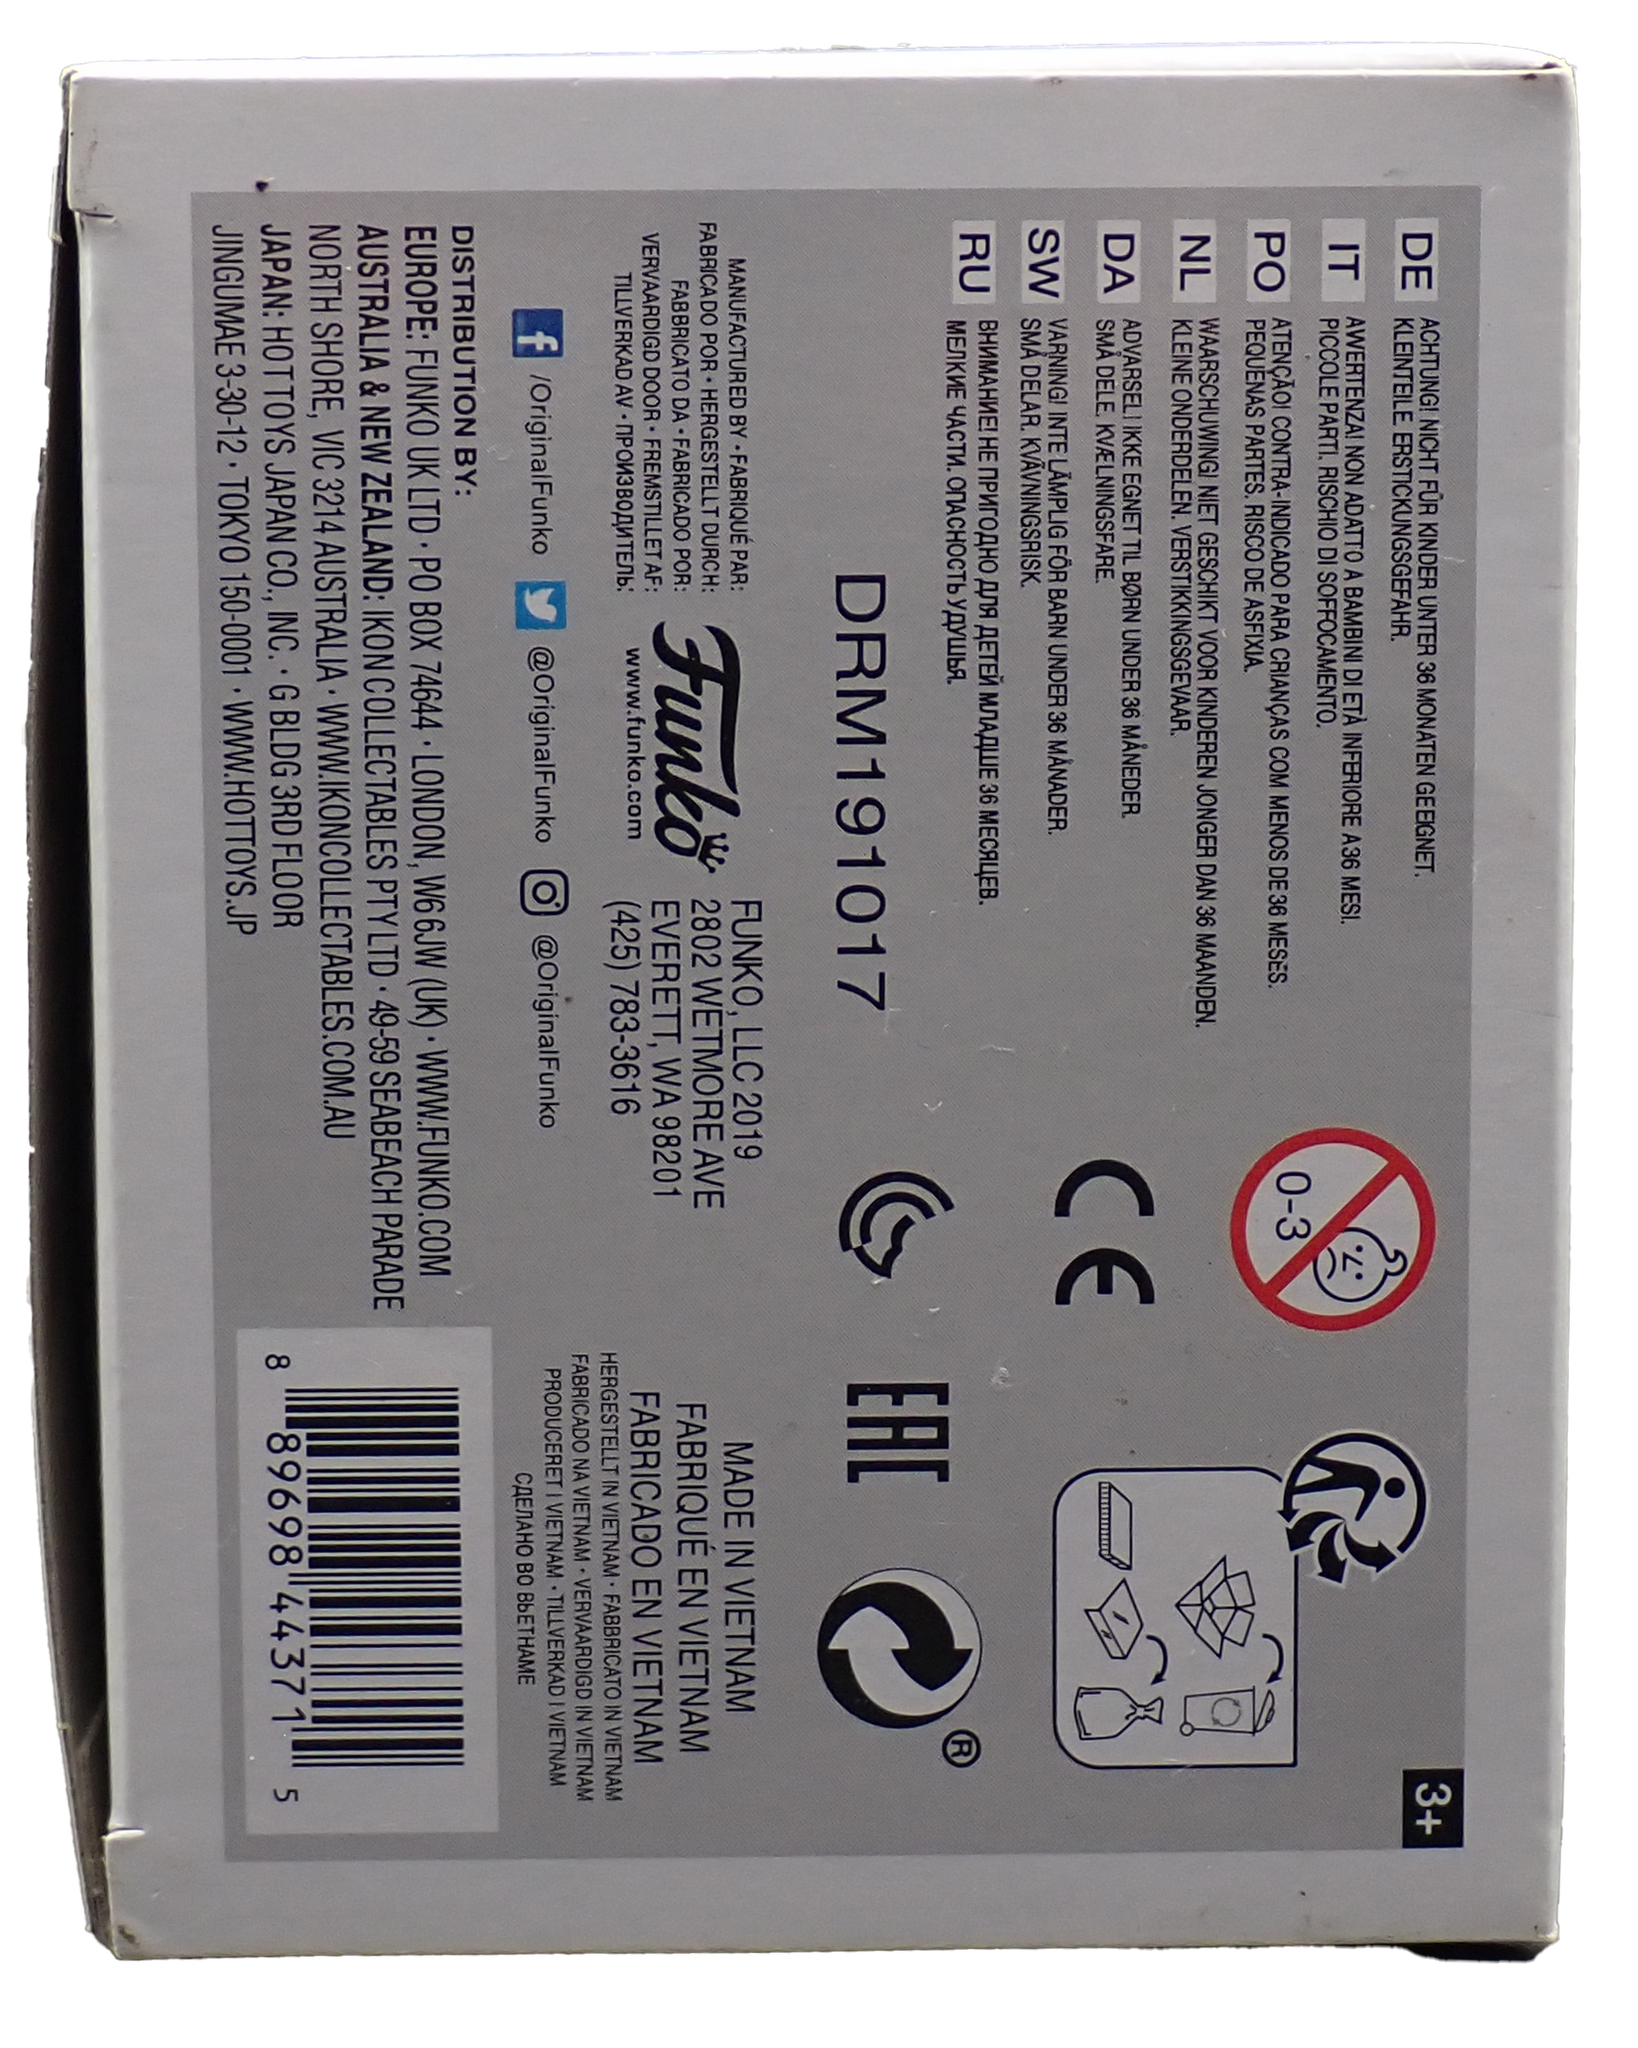 3+
DE ACHTUNG! NICHT FÜR KINDER UNTER 36 MONATEN GEEIGNET.
KLEINTEILE. ERSTICKUNGSGEFAHR.
IT AVVERTENZA! NON ADATTO A BAMBINI DI ETÀ INFERIORE A 36 MESI.
PICCOLE PARTI. RISCHIO DI SOFFOCAMENTO.
PO ATENÇÃO! CONTRA-INDICADO PARA CRIANÇAS COM MENOS DE 36 MESES.
PEQUENAS PARTES. RISCO DE ASFIXIA.
NL WAARSCHUWING! NIET GESCHIKT VOOR KINDEREN JONGER DAN 36 MAANDEN.
KLEINE ONDERDELEN. VERSTIKKINGSGEVAAR.
DA ADVARSEL! IKKE EGNET TIL BØRN UNDER 36 MÅNEDER.
SMÅ DELE. KVÆLNINGSFARE.
SW VARNING! INTE LÄMPLIG FÖR BARN UNDER 36 MÅNADER.
SMÅ DELAR. KVÄVNINGSRISK.
RU ВНИМАНИЕ! НЕ ПРИГОДНО ДЛЯ ДЕТЕЙ МЛАДШЕ 36 МЕСЯЦЕВ.
МЕЛКИЕ ЧАСТИ. ОПАСНОСТЬ УДУШЬЯ.
0-3
CE
DRM191017
EAC
®
MANUFACTURED BY • FABRIQUÉ PAR:
FABRICADO POR • HERGESTELLT DURCH:
FABBRICATO DA • FABRICADO POR:
VERVAARDIGD DOOR • FREMSTILLET AF:
TILLVERKAD AV • ПРОИЗВОДИТЕЛЬ:
Funko
www.funko.com
FUNKO, LLC 2019
2802 WETMORE AVE
EVERETT, WA 98201
(425) 783-3616
MADE IN VIETNAM
FABRIQUÉ EN VIETNAM
FABRICADO EN VIETNAM
HERGESTELLT IN VIETNAM • FABBRICATO IN VIETNAM
FABRICADO NA VIETNAM • VERVAARDIGD IN VIETNAM
PRODUCERET I VIETNAM • TILLVERKAD I VIETNAM
СДЕЛАНО ВО ВЬЕТНАМЕ
f /OriginalFunko @OriginalFunko @OriginalFunko
DISTRIBUTION BY:
EUROPE: FUNKO UK LTD • PO BOX 74644 • LONDON, W6 6JW (UK) • WWW.FUNKO.COM
AUSTRALIA & NEW ZEALAND: IKON COLLECTABLES PTY LTD • 49-59 SEABEACH PARADE
NORTH SHORE, VIC 3214 AUSTRALIA • WWW.IKONCOLLECTABLES.COM.AU
JAPAN: HOT TOYS JAPAN CO., INC. • G BLDG 3RD FLOOR
JINGUMAE 3-30-12 • TOKYO 150-0001 • WWW.HOTTOYS.JP
8 89698 44371 5